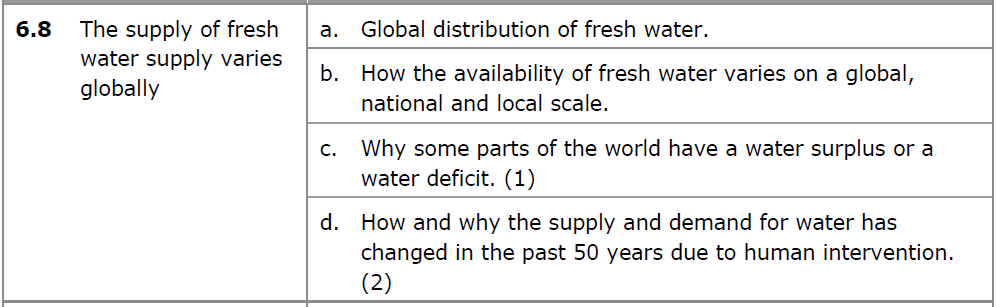 6.8 The supply of fresh
water supply varies
globally
a. Global distribution of fresh water.
b. How the availability of fresh water varies on a global,
national and local scale.
c. Why some parts of the world have a water surplus or a
water deficit. (1)
d. How and why the supply and demand for water has
changed in the past 50 years due to human intervention.
(2)